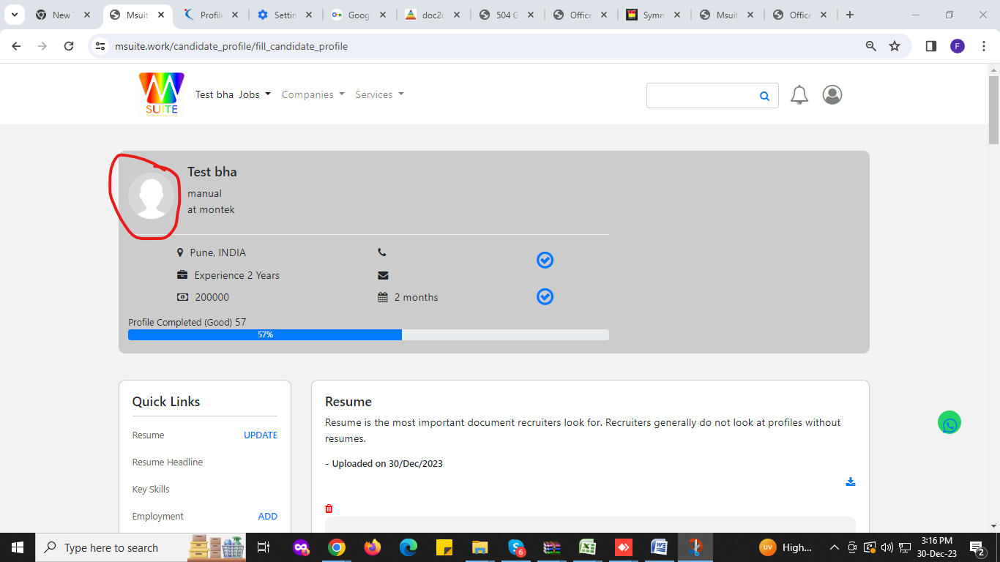 New T
Msuit
Profil
Settin
Goog
doc2c
504 G
Office
Symn
Msuit
Office
msuite.work/candidate_profile/fill_candidate_profile
F
SUITE
Test bha Jobs
Companies
Services
Test bha
manual
at montek
Pune, INDIA
Experience 2 Years
200000
2 months
Profile Completed (Good) 57
57%
Quick Links
Resume UPDATE
Resume Headline
Key Skills
Employment ADD
Resume
Resume is the most important document recruiters look for. Recruiters generally do not look at profiles without
resumes.
- Uploaded on 30/Dec/2023
Type here to search
6
UV
High...
3:16 PM
30-Dec-23
2